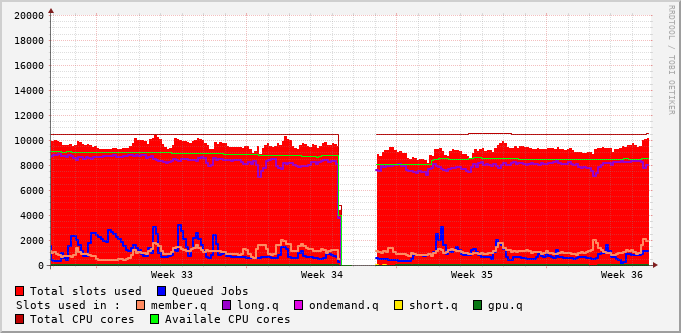 RRDTOOL / TOBI OETIKER
20000
18000
16000
14000
12000
10000
8000
6000
4000
2000
0
Week 33 Week 34 Week 35 Week 36
Total slots used Queued Jobs
Slots used in : member.q long.q ondemand.q short.q gpu.q
Total CPU cores Availale CPU cores